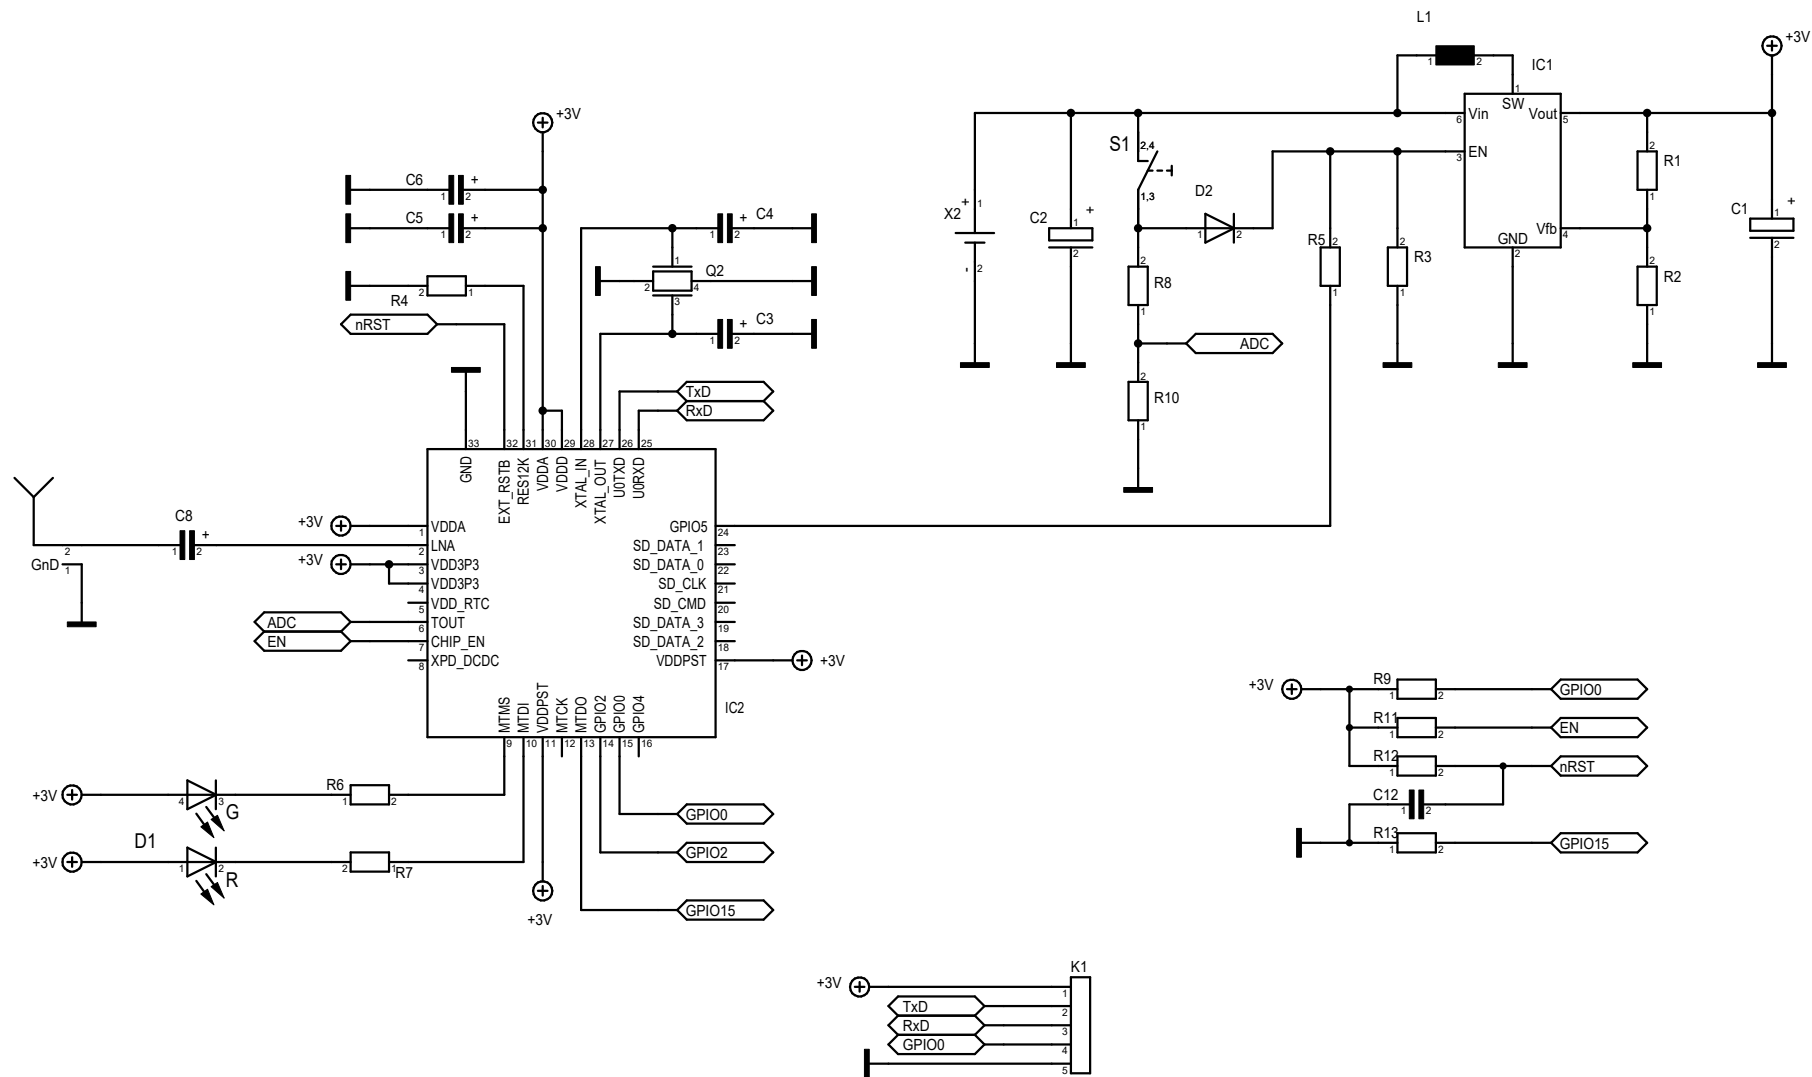 L1
1 2
IC1
+3V
1
SW
6 Vin Vout 5
3 EN
Vfb 4
GND
2
2
R1
1
2
R2
1
+
C1
1
2
X2 + 1
- 2
C2
+
1
2
S1
2,4
1,3
D2
1 2
2
R8
1
ADC
2
R10
1
R5
2
1
2
R3
1
+3V
C6 +
1 2
C5 +
1 2
R4
2 1
nRST
C4
+
1 2
Q2
1
2 4
3
C3
+
1 2
TxD
RxD
33 32 31 30 29 28 27 26 25
GND
EXT_RSTB
RES12K
VDDA
VDDD
XTAL_IN
XTAL_OUT
U0TXD
U0RXD
C8
+
1 2
GnD
2
1
+3V
1 VDDA
2 LNA
+3V
3 VDD3P3
4 VDD3P3
5 VDD_RTC
ADC
6 TOUT
EN
7 CHIP_EN
8 XPD_DCDC
GPIO5 24
SD_DATA_1 23
SD_DATA_0 22
SD_CLK 21
SD_CMD 20
SD_DATA_3 19
SD_DATA_2 18
VDDPST 17
+3V
IC2
MTMS
MTDI
VDDPST
MTCK
MTDO
GPIO2
GPIO0
GPIO4
9 10 11 12 13 14 15 16
+3V
4 3
G
R6
1 2
D1
+3V
1 2
R
2 1
R7
+3V
GPIO0
GPIO2
GPIO15
+3V
R9
1 2
GPIO0
R11
1 2
EN
R12
1 2
nRST
C12
1 2
R13
1 2
GPIO15
K1
+3V
1
TxD
2
RxD
3
GPIO0
4
5